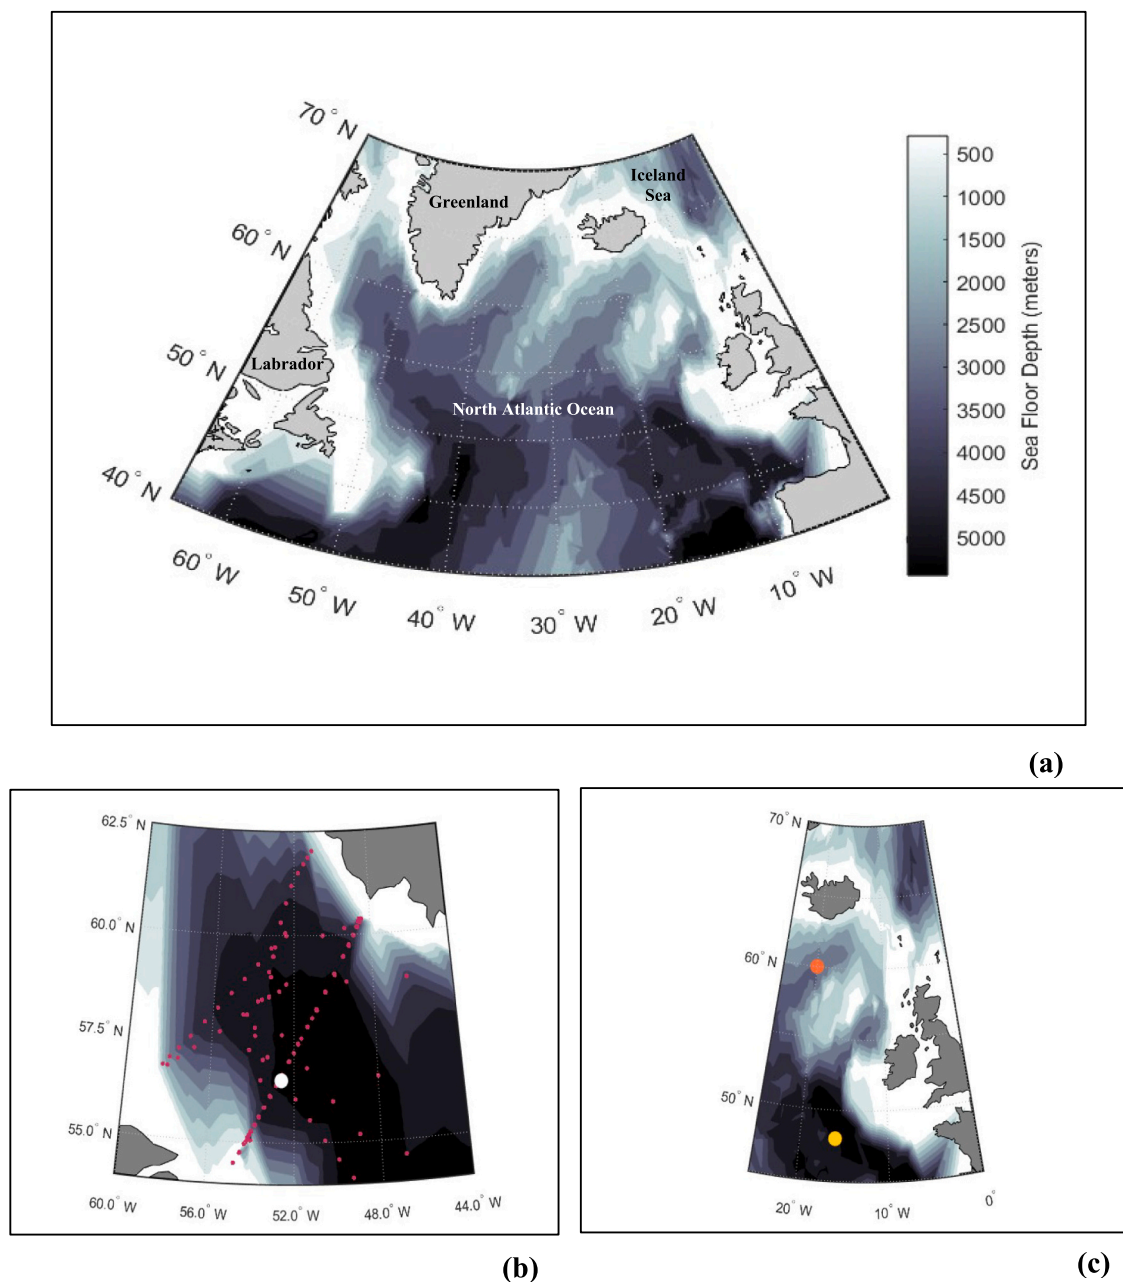 70° N
60° N
50° N
40° N
Greenland
Iceland
Sea
Labrador
North Atlantic Ocean
60° W
50° W
40° W
30° W
20° W
10° W
500
1000
1500
2000
2500
3000
3500
4000
4500
5000
Sea Floor Depth (meters)
(a)
62.5° N
60.0° N
57.5° N
55.0° N
60.0° W
56.0° W
52.0° W
48.0° W
44.0° W
(b)
70° N
60° N
50° N
20° W
10° W
0°
(c)